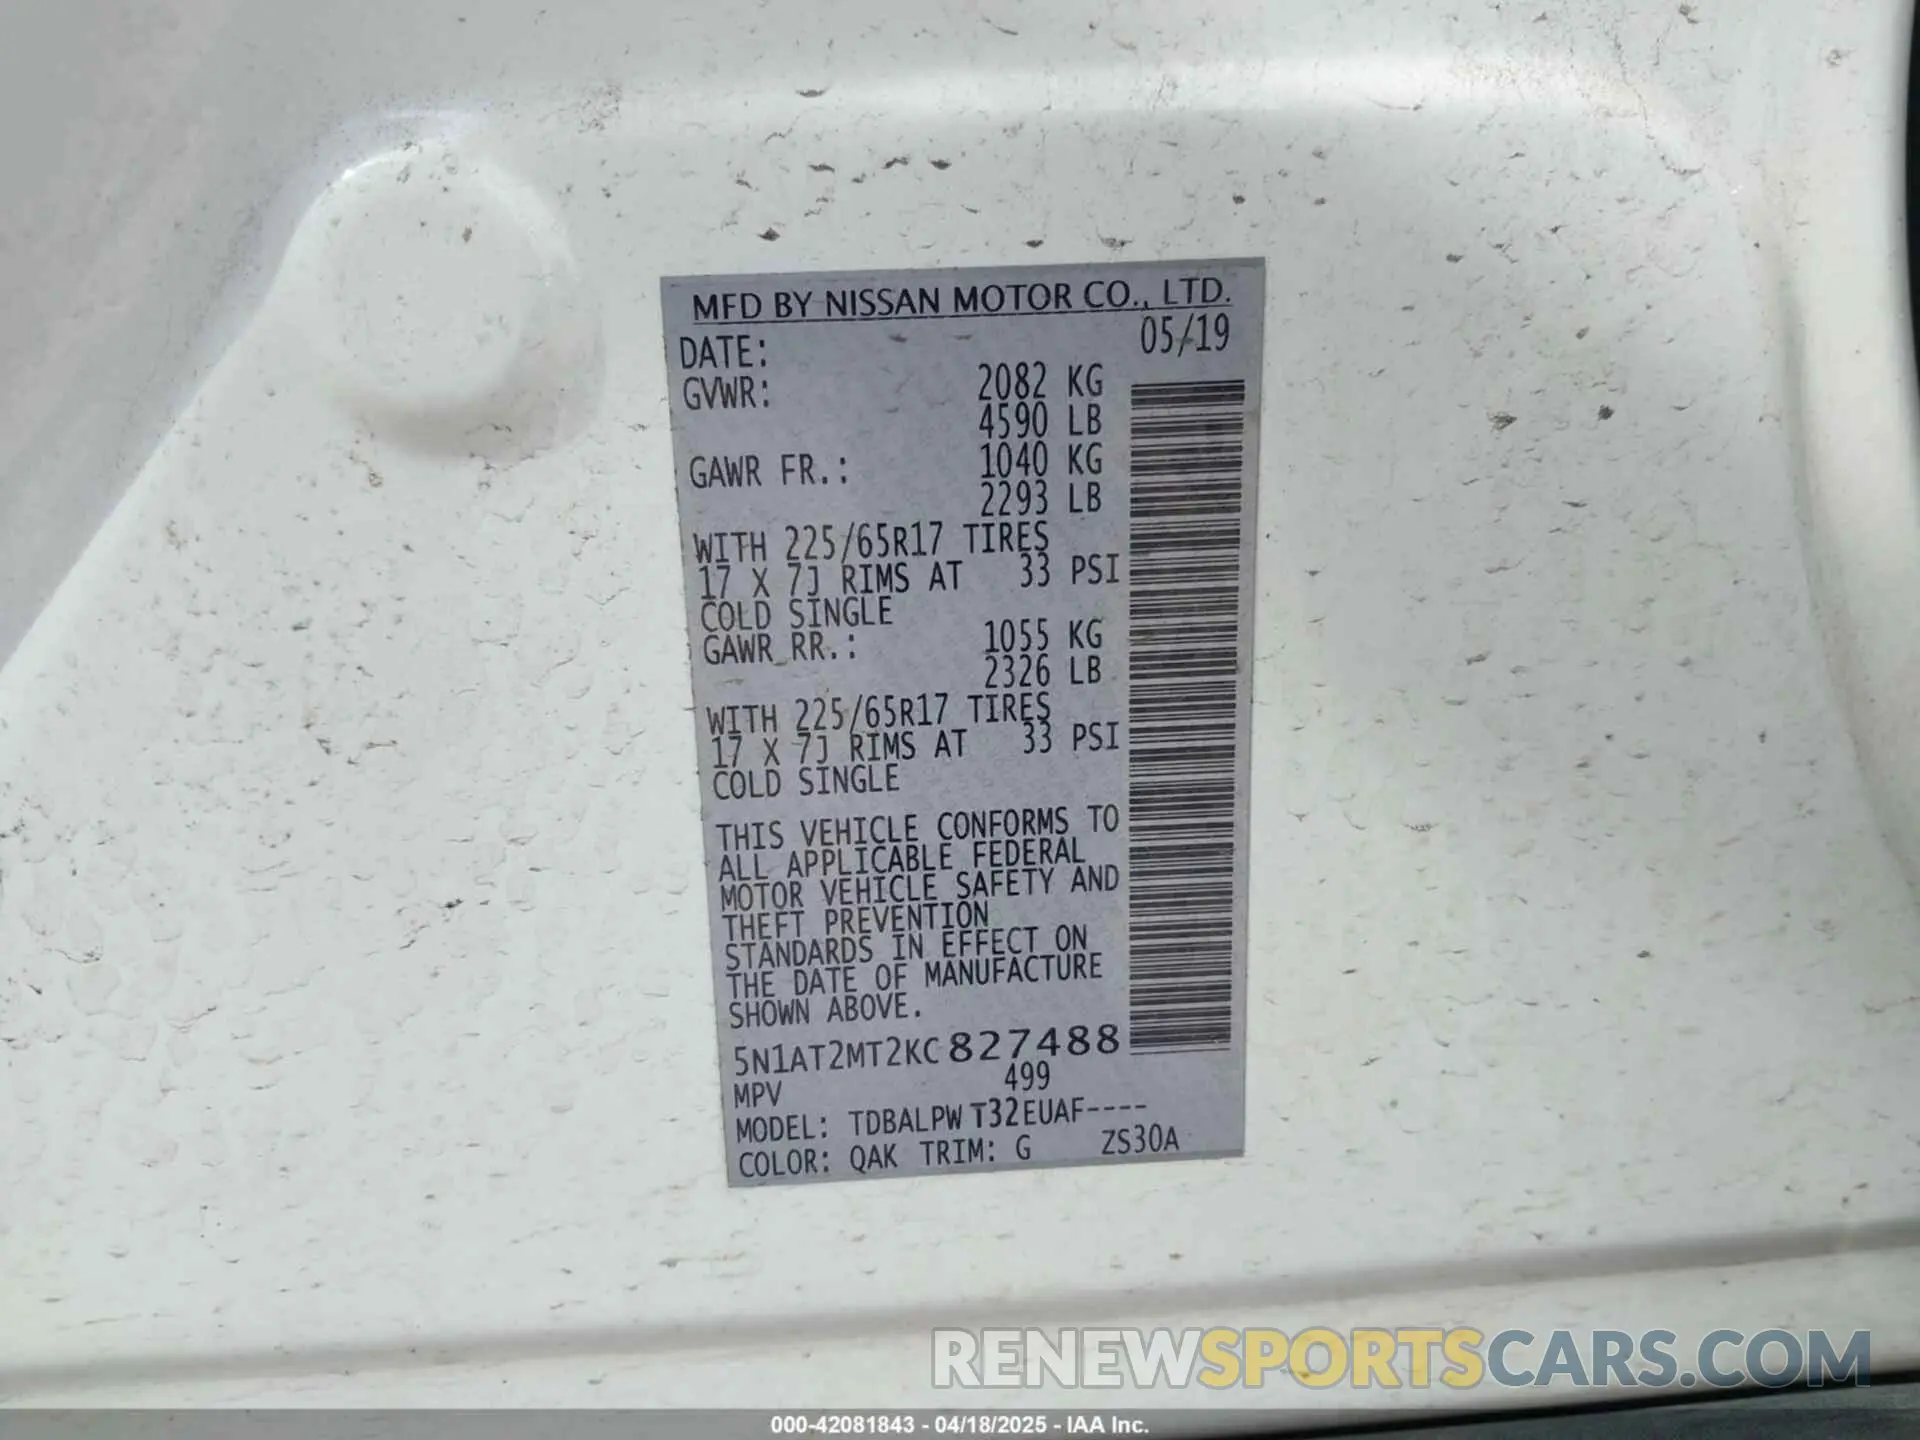 MFD BY NISSAN MOTOR CO., LTD.
DATE: 05/19
GVWR: 2082 KG
4590 LB
GAWR FR.: 1040 KG
2293 LB
WITH 225/65R17 TIRES
17 X 7J RIMS AT 33 PSI
COLD SINGLE
GAWR RR.: 1055 KG
2326 LB
WITH 225/65R17 TIRES
17 X 7J RIMS AT 33 PSI
COLD SINGLE
THIS VEHICLE CONFORMS TO
ALL APPLICABLE FEDERAL
MOTOR VEHICLE SAFETY AND
THEFT PREVENTION
STANDARDS IN EFFECT ON
THE DATE OF MANUFACTURE
SHOWN ABOVE.
5N1AT2MT2KC827488
MPV 499
MODEL: TDBALPWT32EUAF----
COLOR: QAK TRIM: G ZS30A
RENEWSPORTSCARS.COM
000-42081843 - 04/18/2025 - IAA Inc.